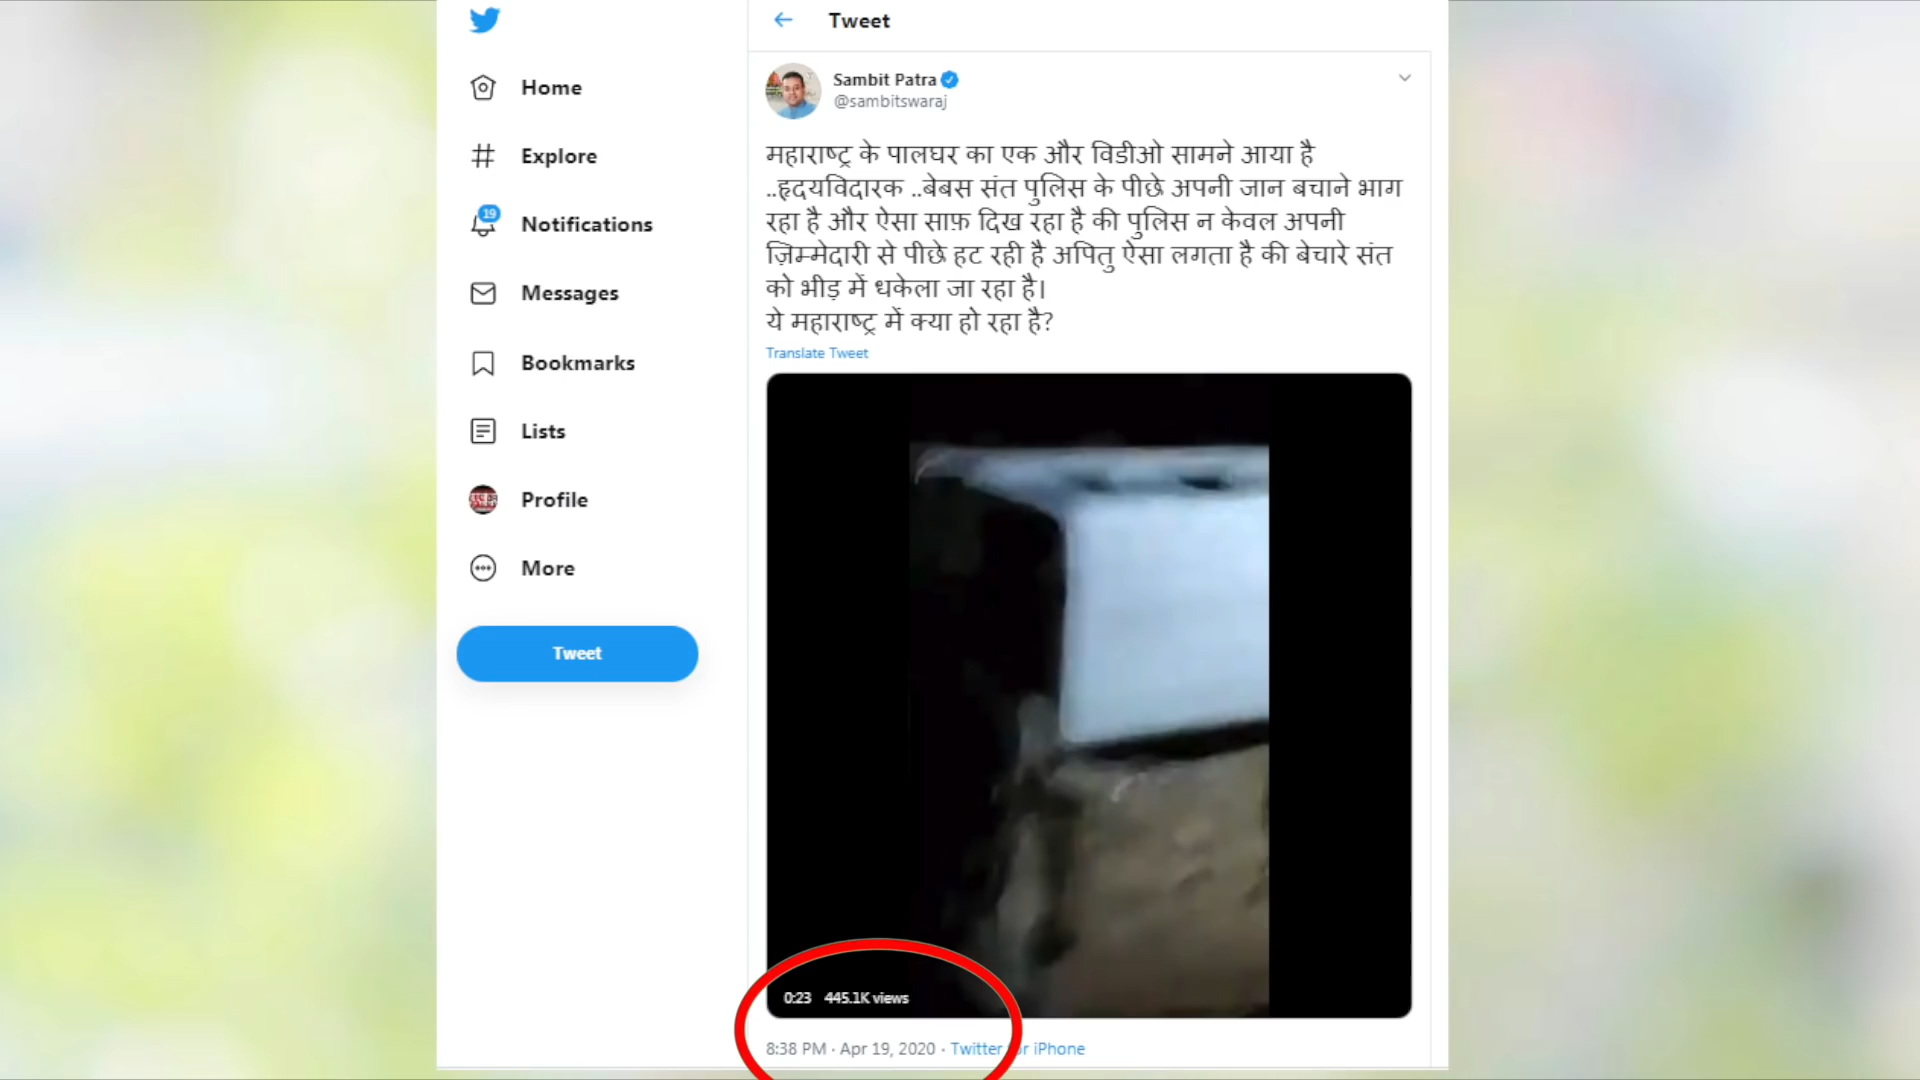 Home
Explore
19
Notifications
Messages
Bookmarks
Lists
Profile
More
Tweet
Tweet
Sambit Patra
@sambitswaraj
महाराष्ट्र के पालघर का एक और विडीओ सामने आया है
..हृदयविदारक ..बेबस संत पुलिस के पीछे अपनी जान बचाने भाग
रहा है और ऐसा साफ़ दिख रहा है की पुलिस न केवल अपनी
ज़िम्मेदारी से पीछे हट रही है अपितु ऐसा लगता है की बेचारे संत
को भीड़ में धकेला जा रहा है।
ये महाराष्ट्र में क्या हो रहा है?
Translate Tweet
0:23 445.1K views
8:38 PM · Apr 19, 2020 · Twitter for iPhone